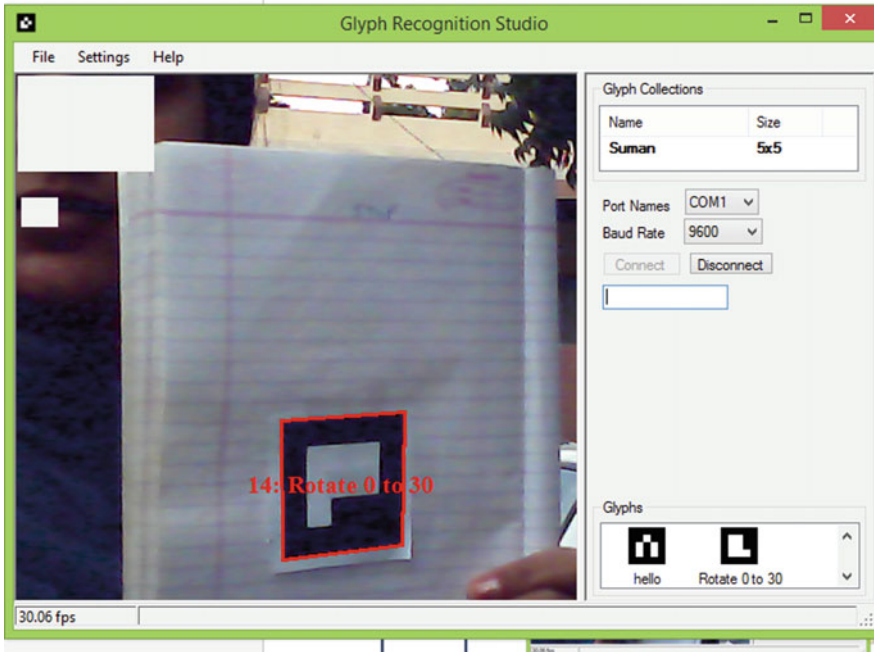 Glyph Recognition Studio
File Settings Help
14: Rotate 0 to 30
Glyph Collections
Name Size
Suman 5x5
Port Names COM1
Baud Rate 9600
Connect Disconnect
Glyphs
hello Rotate 0 to 30
30.06 fps